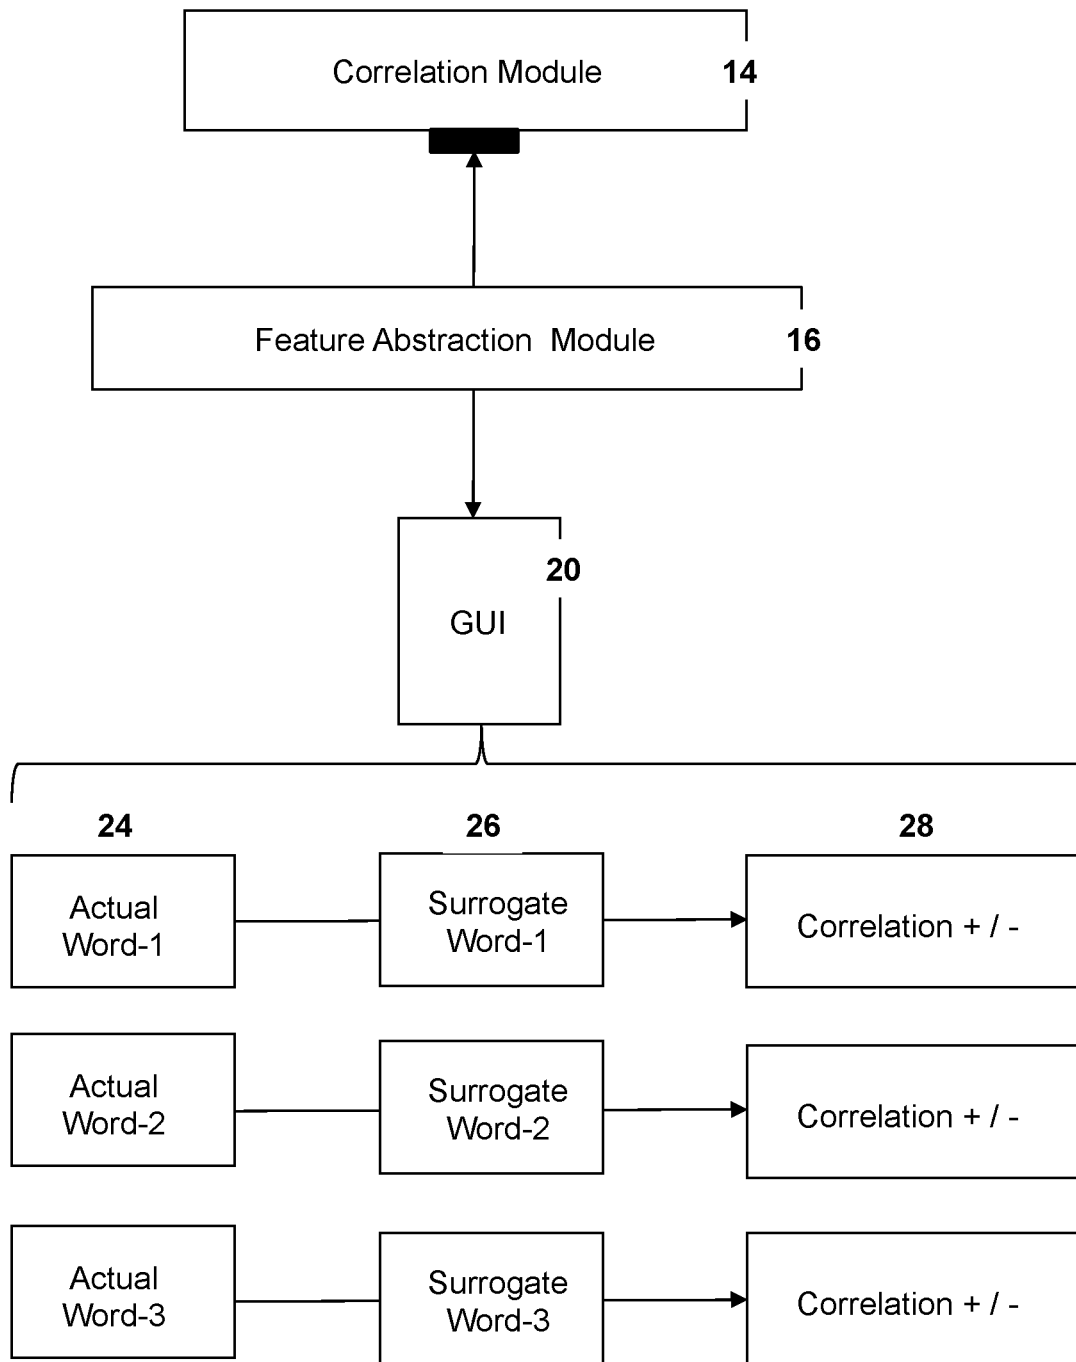 Correlation Module 14
Feature Abstraction Module 16
20
GUI
24 26 28
Actual
Word-1
Surrogate
Word-1
Correlation + / -
Actual
Word-2
Surrogate
Word-2
Correlation + / -
Actual
Word-3
Surrogate
Word-3
Correlation + / -